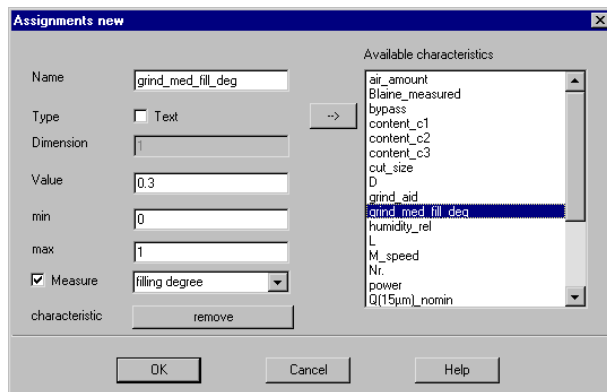 Assignments new
Available characteristics
Name
grind_med_fill_deg
Type
Text
-->
Dimension
1
Value
0.3
min
0
max
1
Measure
filling degree
characteristic
remove
air_amount
Blaine_measured
bypass
content_c1
content_c2
content_c3
cut_size
D
grind_aid
grind_med_fill_deg
humidity_rel
L
M_speed
Nr.
power
Q(15µm)_nomin
OK
Cancel
Help